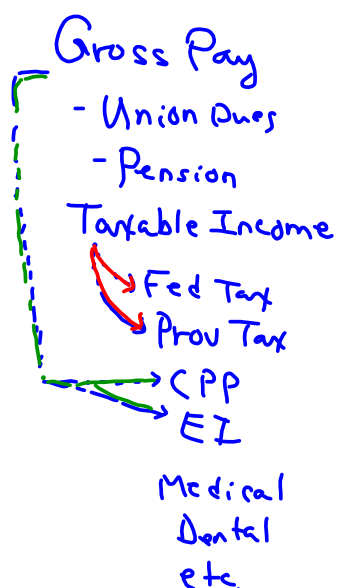 Gross Pay
- Union Dues
- Pension
Taxable Income
Fed Tax
Prov Tax
CPP
EI
Medical
Dental
etc